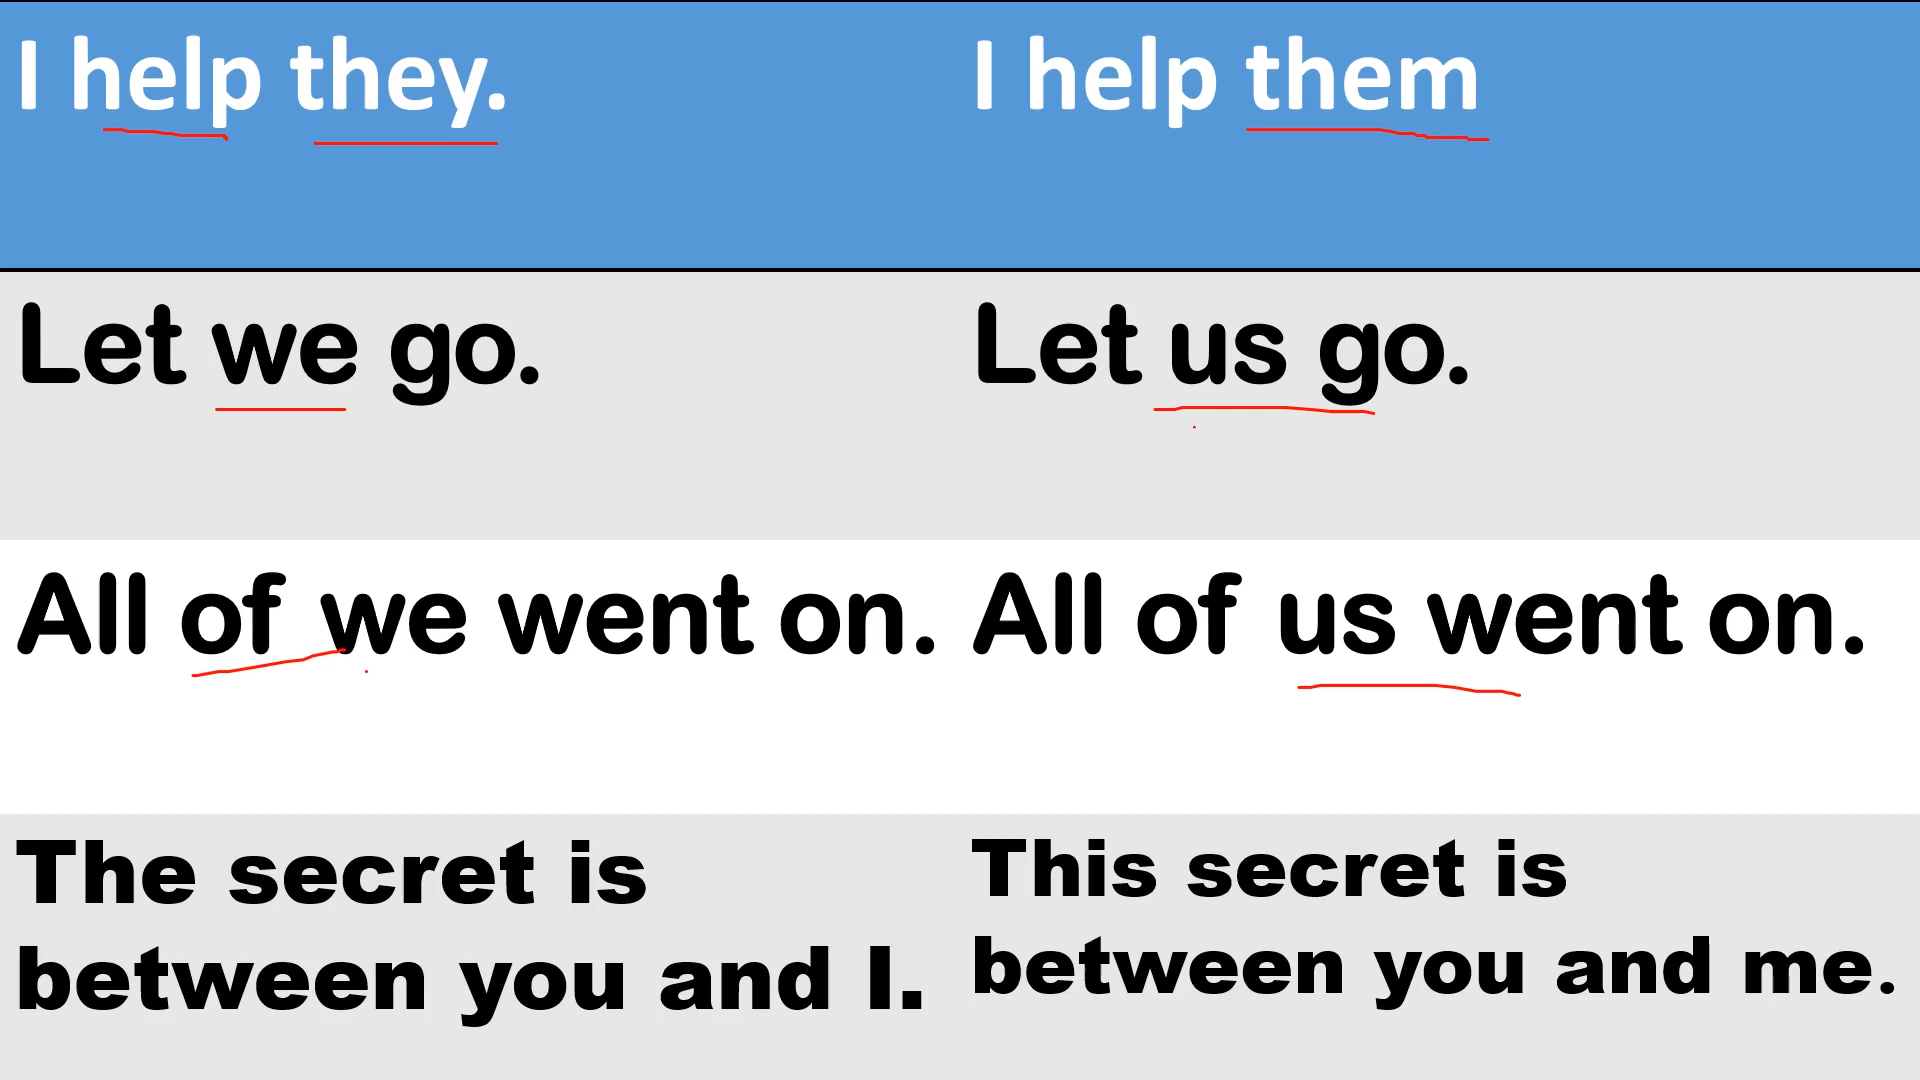 I help they.
I help them
Let we go.
Let us go.
All of we went on.
All of us went on.
The secret is
between you and I.
This secret is
between you and me.